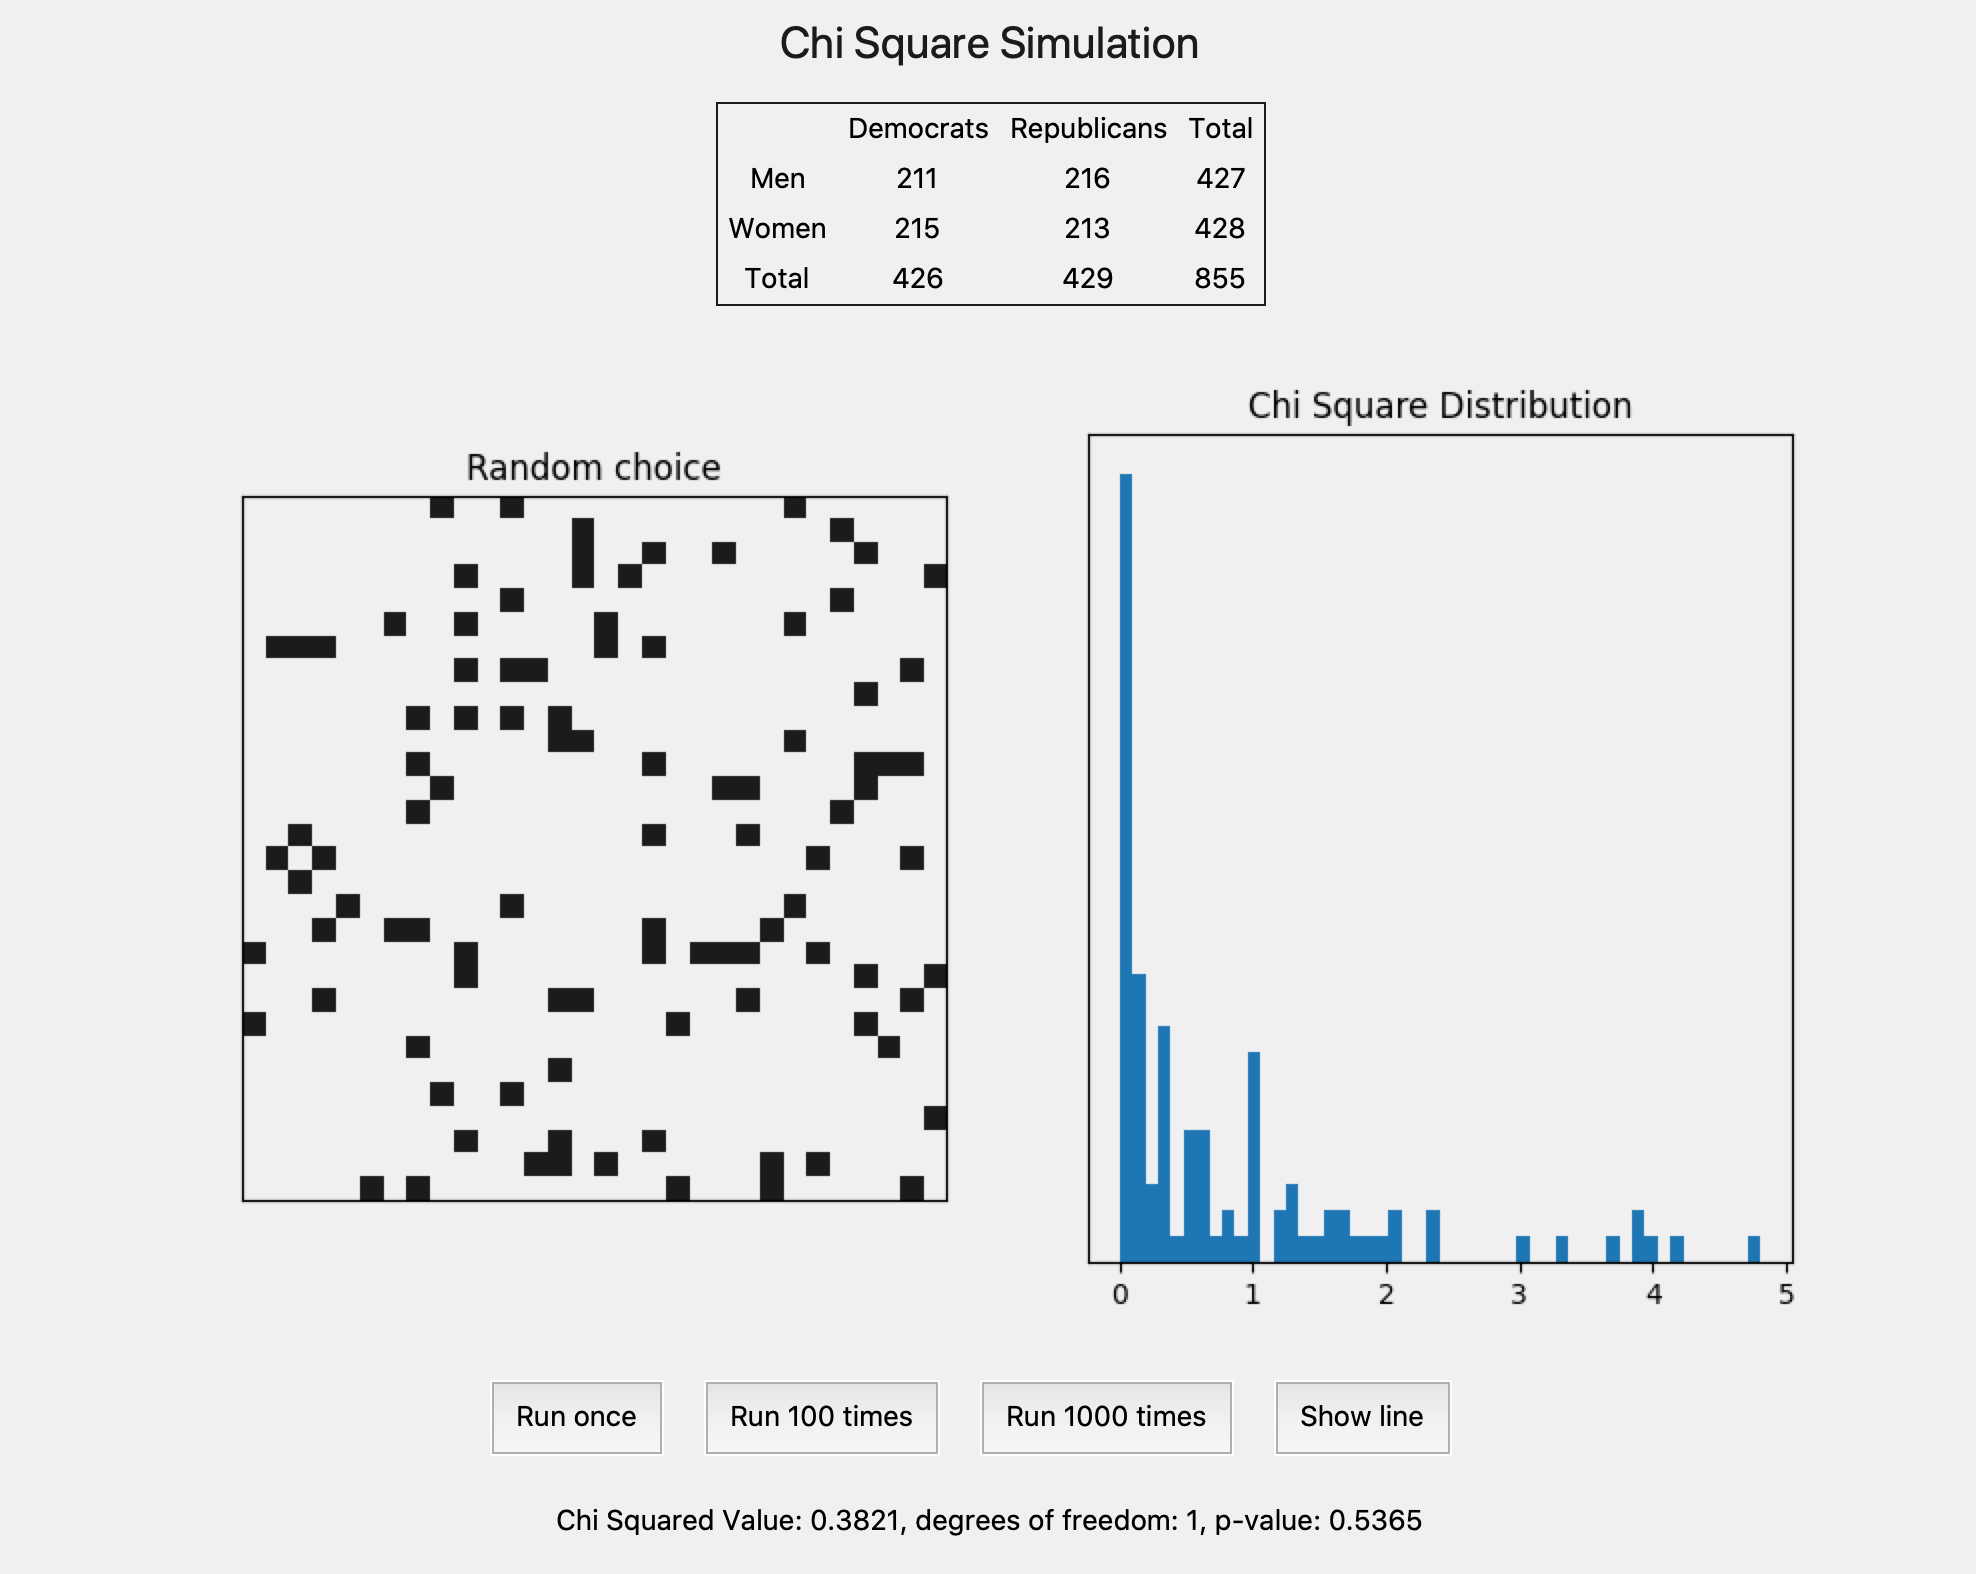 Chi Square Simulation
Democrats Republicans Total
Men 211 216 427
Women 215 213 428
Total 426 429 855
Random choice
Chi Square Distribution
0 1 2 3 4 5
Run once Run 100 times Run 1000 times Show line
Chi Squared Value: 0.3821, degrees of freedom: 1, p-value: 0.5365